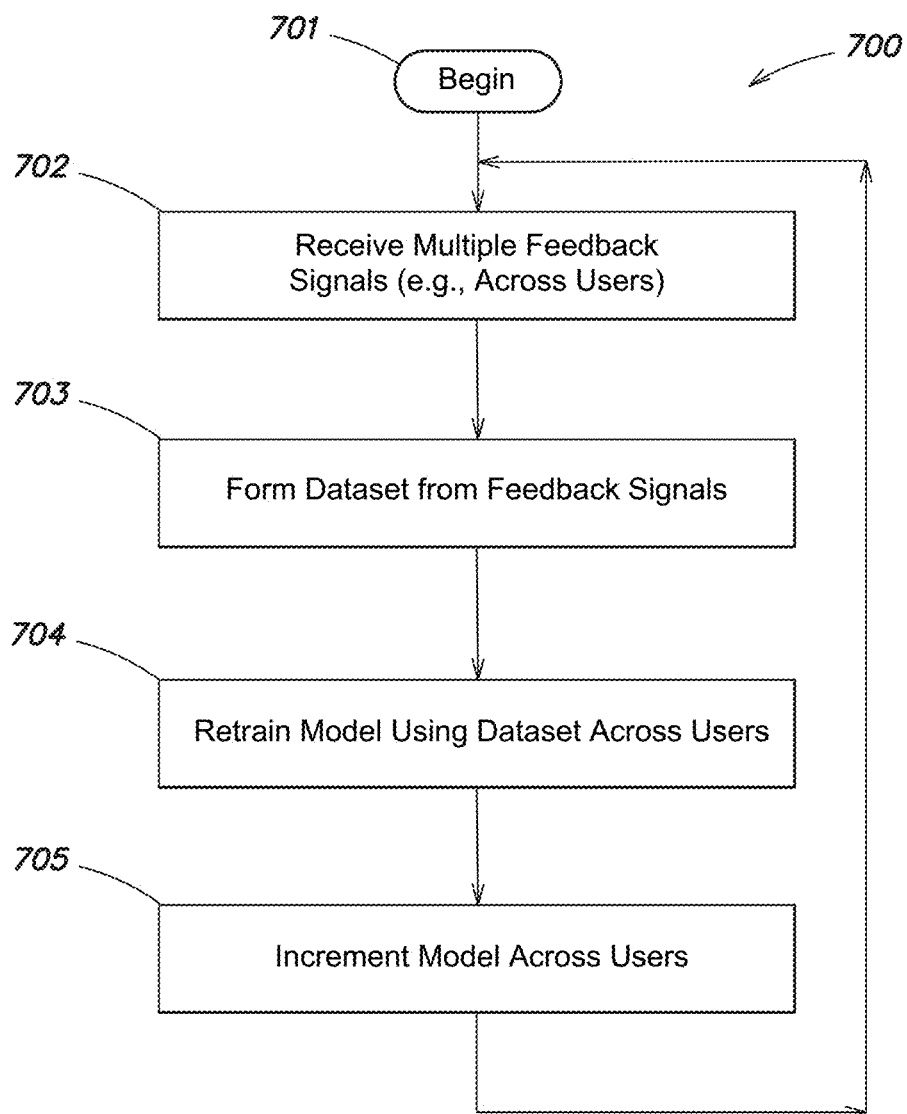 701
700
Begin
702
Receive Multiple Feedback
Signals (e.g., Across Users)
703
Form Dataset from Feedback Signals
704
Retrain Model Using Dataset Across Users
705
Increment Model Across Users